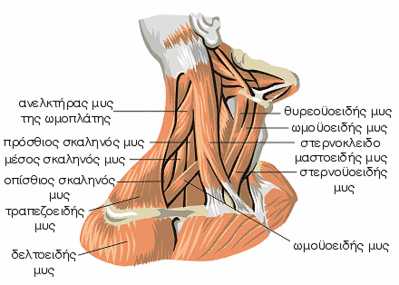 ανελκτήρας μυς
της ωμοπλάτης
πρόσθιο σκαληνός μυς
μέσος σκαληνός μυς
οπίσθιος σκαληνός
μυς
τραπεζοειδής
μυς
δελτοειδής
μυς
θυρεοϋοειδής μυς
ωμοϋοειδής μυς
στερνοκλειδο
μαστοειδής μυς
στερνοϋοειδής
μυς
ωμοϋοειδής μυς